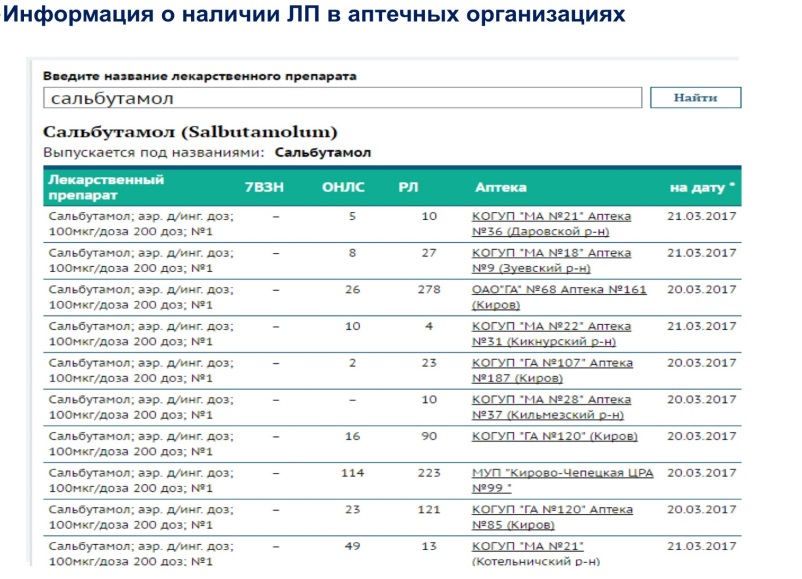 Информация о наличии ЛП в аптечных организациях
Введите название лекарственного препарата
сальбутамол
Найти
Сальбутамол (Salbutamolum)
Выпускается под названиями: Сальбутамол
Лекарственный препарат 7ВЗН ОНЛС РЛ Аптека на дату *
Сальбутамол; аэр. д/инг. доз; – 5 10 КОГУП "МА №21" Аптека 21.03.2017
100мкг/доза 200 доз; №1 №36 (Даровской р-н)
Сальбутамол; аэр. д/инг. доз; – 8 27 КОГУП "МА №18" Аптека 21.03.2017
100мкг/доза 200 доз; №1 №9 (Зуевский р-н)
Сальбутамол; аэр. д/инг. доз; – 26 278 ОАО"ГА" №68 Аптека №161 20.03.2017
100мкг/доза 200 доз; №1 (Киров)
Сальбутамол; аэр. д/инг. доз; – 10 4 КОГУП "МА №22" Аптека 21.03.2017
100мкг/доза 200 доз; №1 №31 (Кикнурский р-н)
Сальбутамол; аэр. д/инг. доз; – 2 23 КОГУП "ГА №107" Аптека 20.03.2017
100мкг/доза 200 доз; №1 №187 (Киров)
Сальбутамол; аэр. д/инг. доз; – – 10 КОГУП "МА №28" Аптека 20.03.2017
100мкг/доза 200 доз; №1 №37 (Кильмезский р-н)
Сальбутамол; аэр. д/инг. доз; – 16 90 КОГУП "ГА №120" (Киров) 20.03.2017
100мкг/доза 200 доз; №1
Сальбутамол; аэр. д/инг. доз; – 114 223 МУП "Кирово-Чепецкая ЦРА 20.03.2017
100мкг/доза 200 доз; №1 №99 "
Сальбутамол; аэр. д/инг. доз; – 23 121 КОГУП "ГА №120" Аптека 20.03.2017
100мкг/доза 200 доз; №1 №85 (Киров)
Сальбутамол; аэр. д/инг. доз; – 49 13 КОГУП "МА №21" 21.03.2017
100мкг/доза 200 доз; №1 (Котельничский р-н)